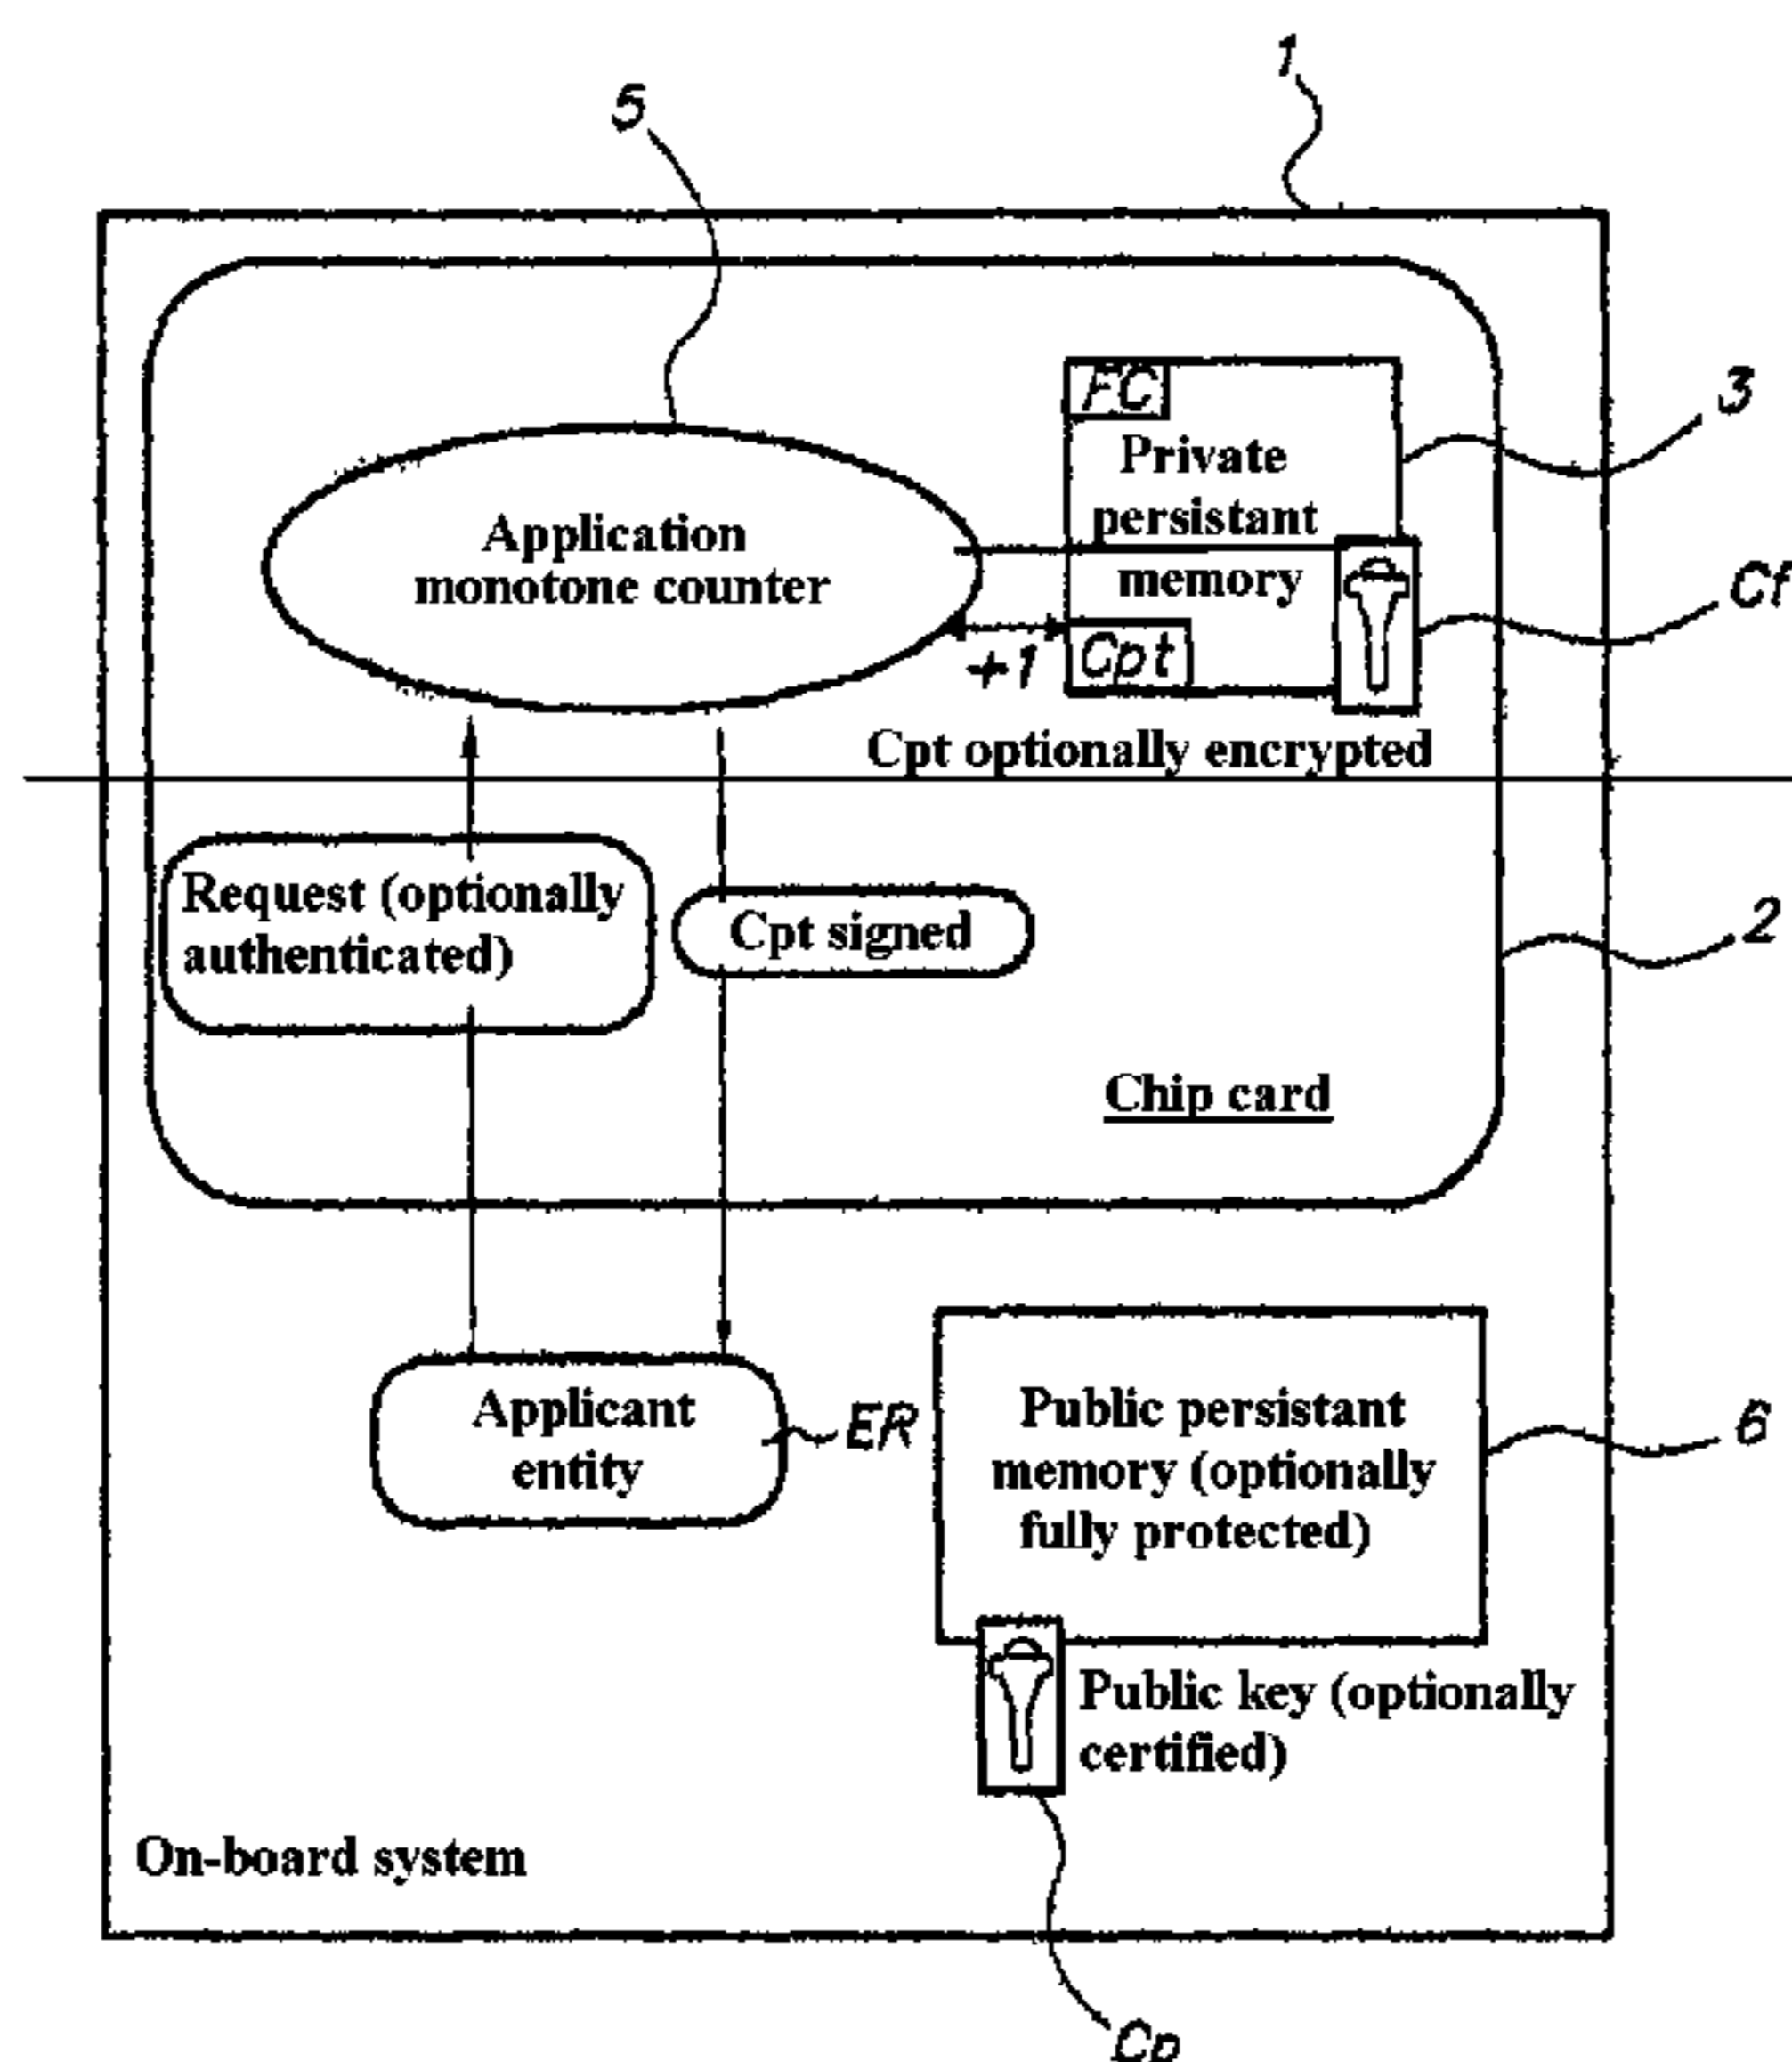 1
5
FC
3
Private
persistant
memory
Application
monotone counter
Cf
+1
Cpt
Cpt optionally encrypted
Request (optionally
authenticated)
Cpt signed
2
Chip card
Applicant
entity
ER
Public persistant
memory (optionally
fully protected)
6
Public key (optionally
certified)
On-board system
Cp